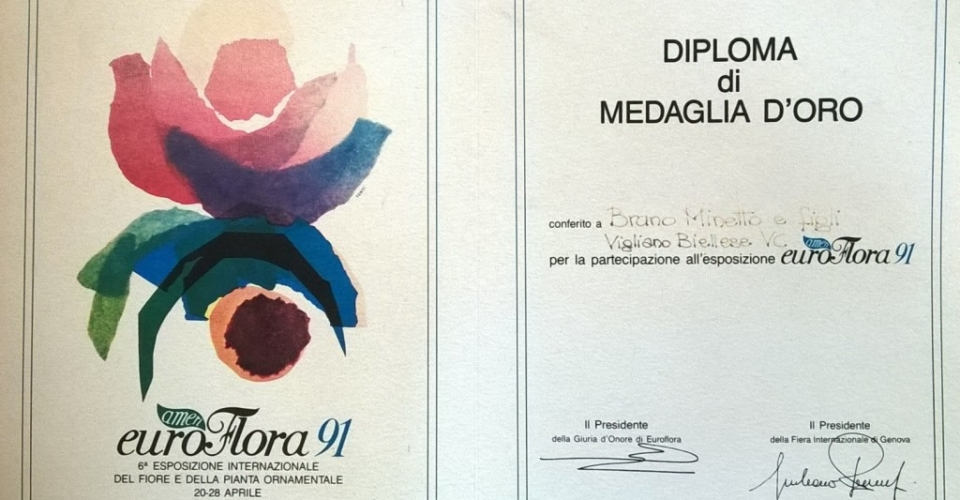 amen
euroFlora 91
6ª ESPOSIZIONE INTERNAZIONALE
DEL FIORE E DELLA PIANTA ORNAMENTALE
20-28 APRILE
DIPLOMA
di
MEDAGLIA D'ORO
conferito a Bruno Minetto e figli
Vigliano Biellese VC
per la partecipazione all'esposizione euroFlora 91
Il Presidente
della Giuria d'Onore di Euroflora
Il Presidente
della Fiera Internazionale di Genova